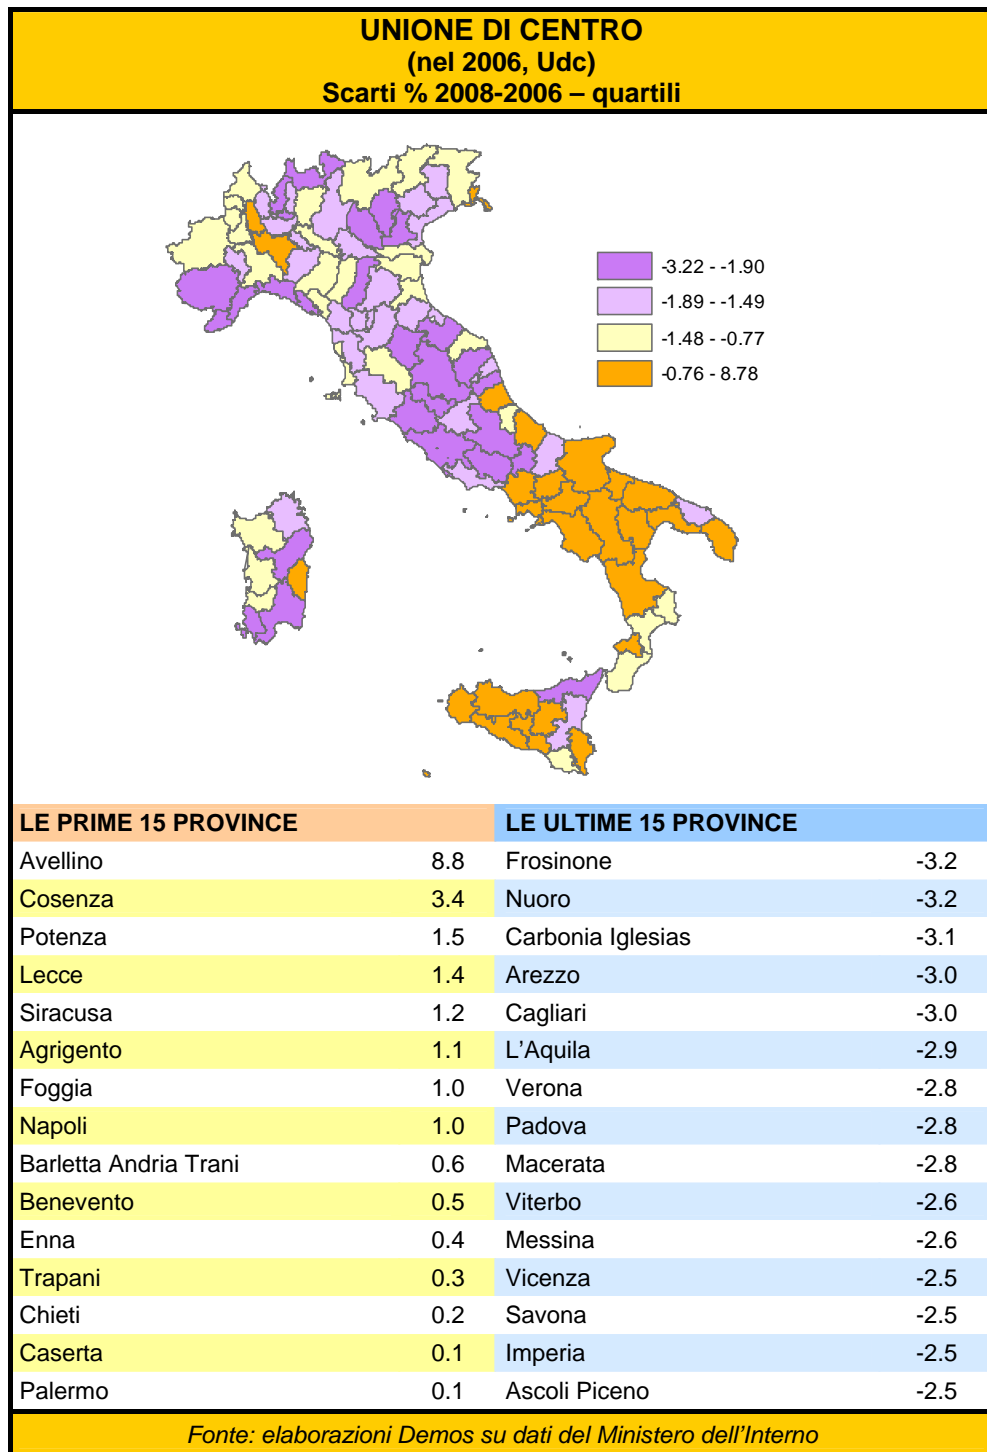 UNIONE DI CENTRO
(nel 2006, Udc)
Scarti % 2008-2006 – quartili
-3.22 - -1.90
-1.89 - -1.49
-1.48 - -0.77
-0.76 - 8.78
LE PRIME 15 PROVINCE LE ULTIME 15 PROVINCE
Avellino 8.8 Frosinone -3.2
Cosenza 3.4 Nuoro -3.2
Potenza 1.5 Carbonia Iglesias -3.1
Lecce 1.4 Arezzo -3.0
Siracusa 1.2 Cagliari -3.0
Agrigento 1.1 L’Aquila -2.9
Foggia 1.0 Verona -2.8
Napoli 1.0 Padova -2.8
Barletta Andria Trani 0.6 Macerata -2.8
Benevento 0.5 Viterbo -2.6
Enna 0.4 Messina -2.6
Trapani 0.3 Vicenza -2.5
Chieti 0.2 Savona -2.5
Caserta 0.1 Imperia -2.5
Palermo 0.1 Ascoli Piceno -2.5
Fonte: elaborazioni Demos su dati del Ministero dell’Interno